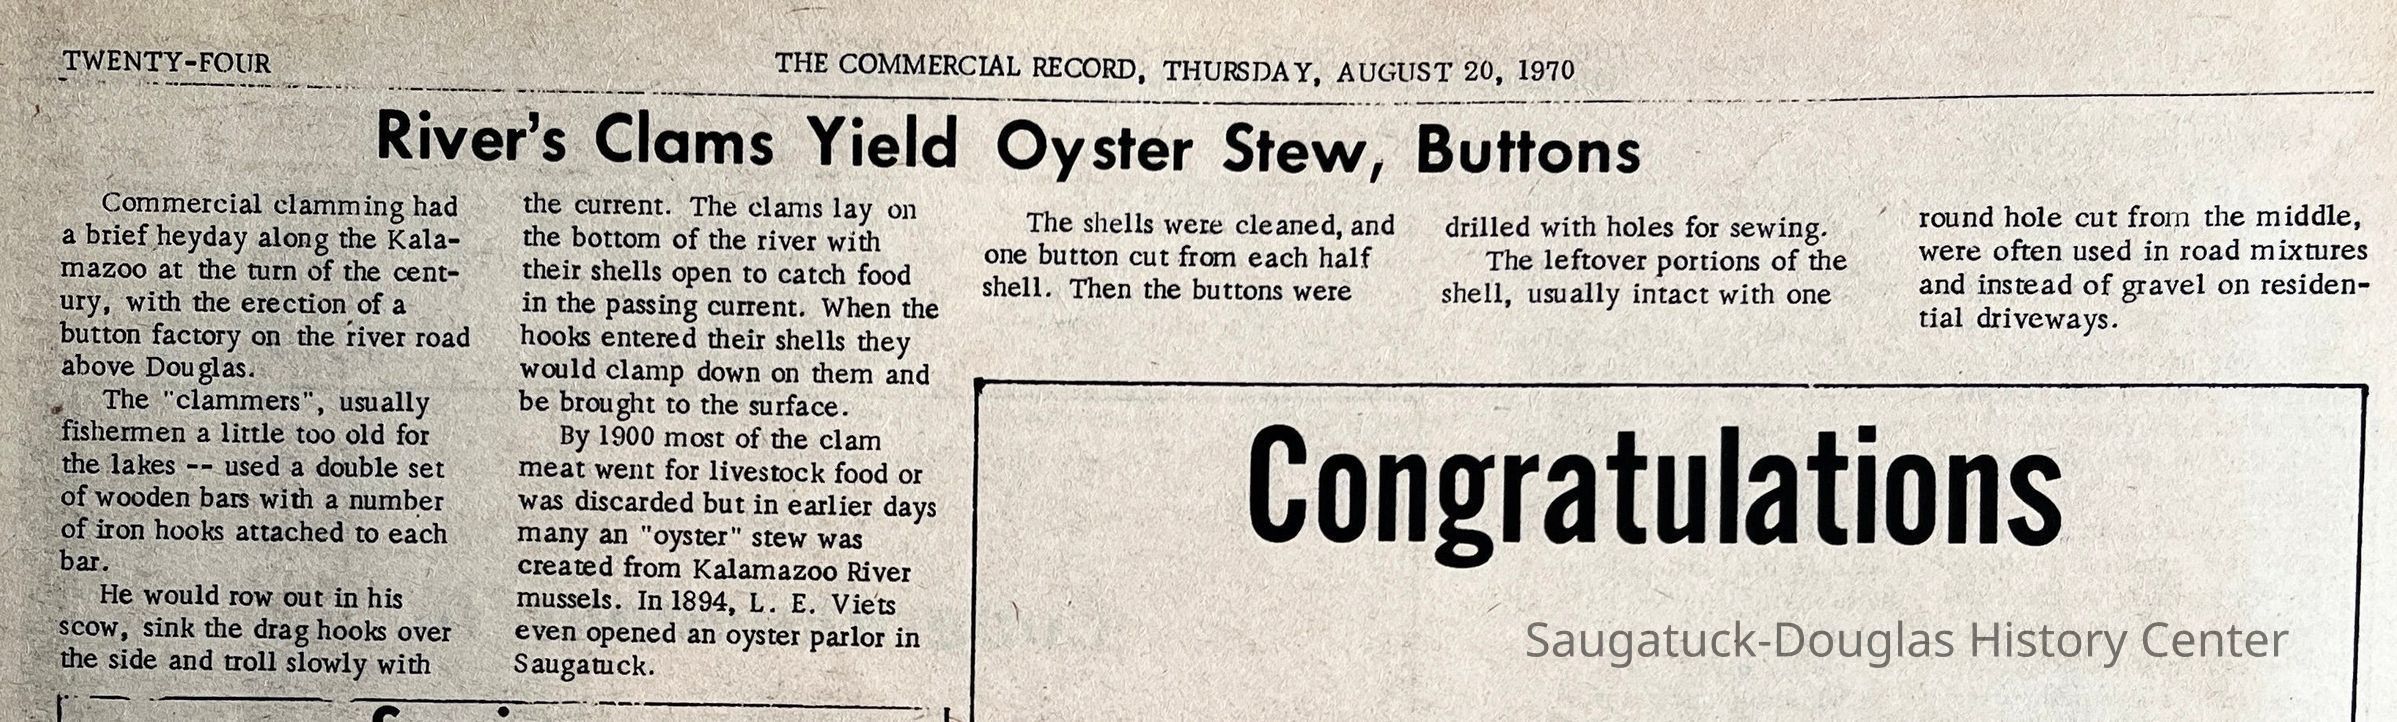 TWENTY-FOUR
THE COMMERCIAL RECORD, THURSDAY, AUGUST 20, 1970
River's Clams Yield Oyster Stew, Buttons
Commercial clamming had
a brief heyday along the Kala-
mazoo at the turn of the cent-
ury, with the erection of a
button factory on the river road
above Douglas.
The "clammers", usually
fishermen a little too old for
the lakes -- used a double set
of wooden bars with a number
of iron hooks attached to each
bar.
He would row out in his
scow, sink the drag hooks over
the side and troll slowly with
the current. The clams lay on
the bottom of the river with
their shells open to catch food
in the passing current. When the
hooks entered their shells they
would clamp down on them and
be brought to the surface.
By 1900 most of the clam
meat went for livestock food or
was discarded but in earlier days
many an "oyster" stew was
created from Kalamazoo River
mussels. In 1894, L. E. Viets
even opened an oyster parlor in
Saugatuck.
The shells were cleaned, and
one button cut from each half
shell. Then the buttons were
drilled with holes for sewing.
The leftover portions of the
shell, usually intact with one
round hole cut from the middle,
were often used in road mixtures
and instead of gravel on residen-
tial driveways.
Congratulations
Saugatuck-Douglas History Center